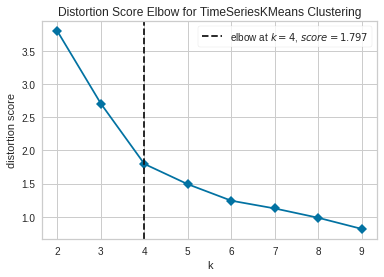 Distortion Score Elbow for TimeSeriesKMeans Clustering
elbow at k = 4, score = 1.797
distortion score
3.5
3.0
2.5
2.0
1.5
1.0
2 3 4 5 6 7 8 9
k